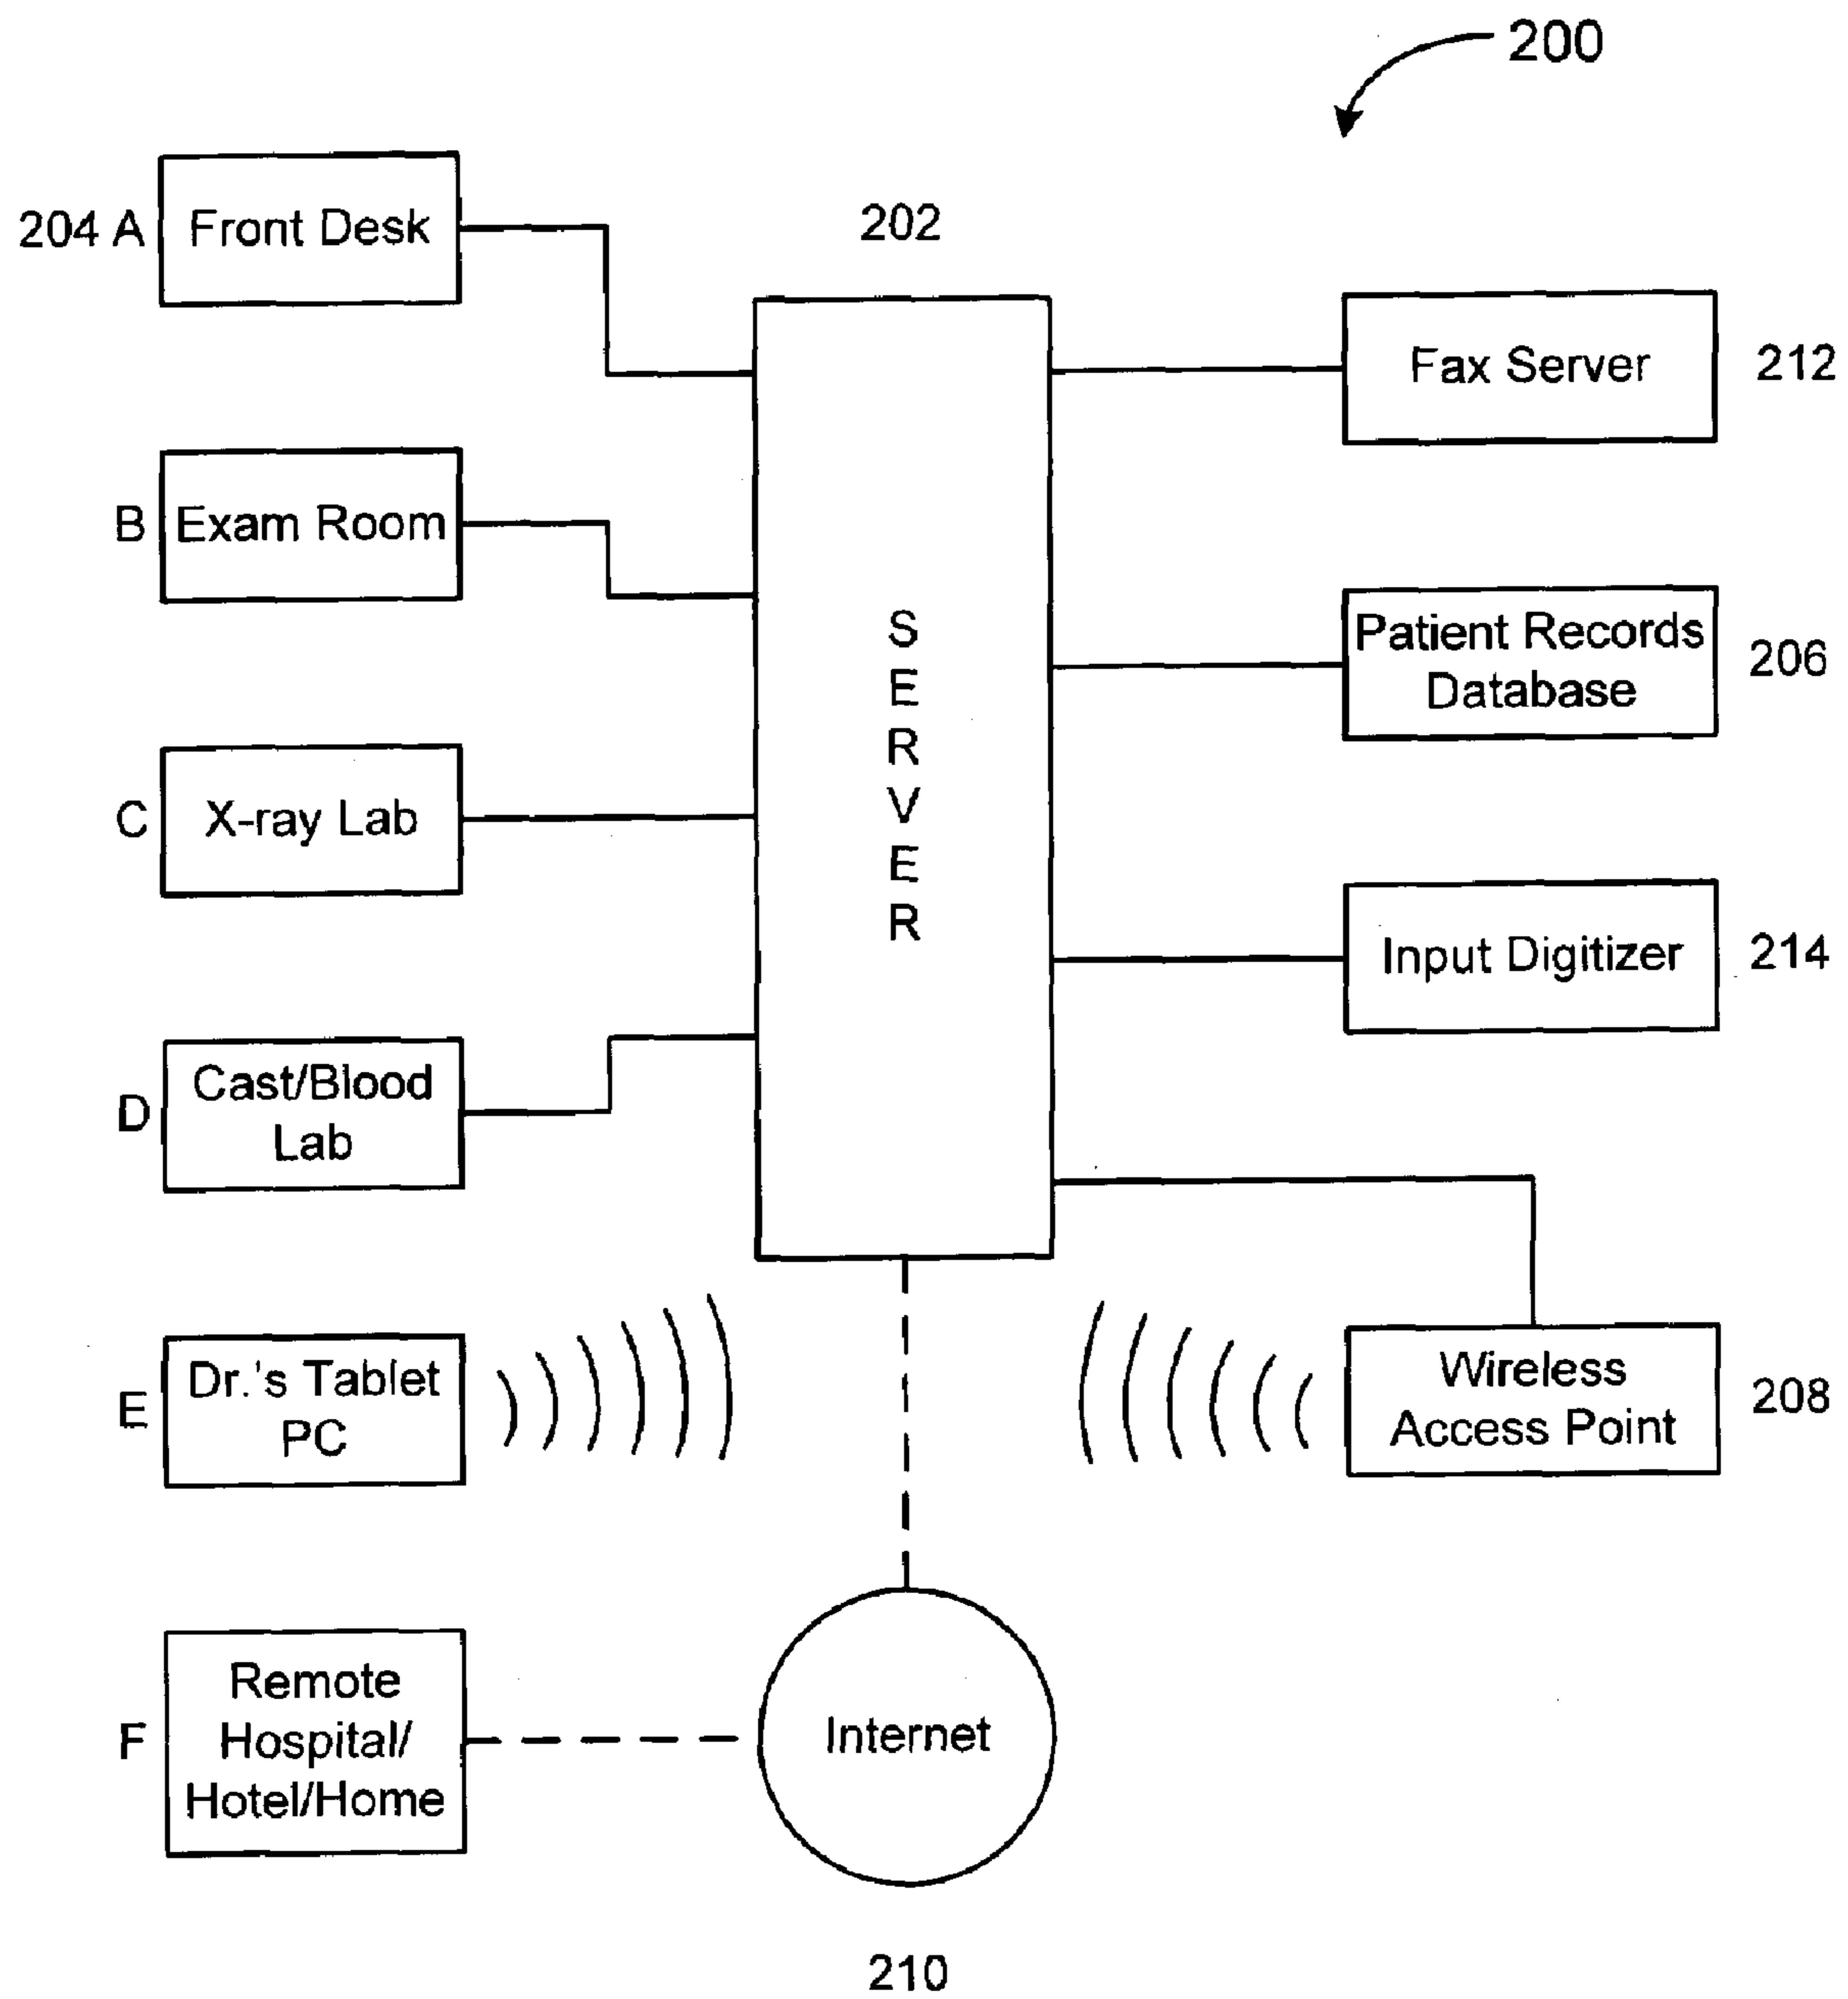 200
202
204 A
Front Desk
Fax Server
212
B
Exam Room
Patient Records
Database
206
SERVER
C
X-ray Lab
Input Digitizer
214
D
Cast/Blood
Lab
E
Dr.'s Tablet
PC
Wireless
Access Point
208
F
Remote
Hospital/
Hotel/Home
Internet
210